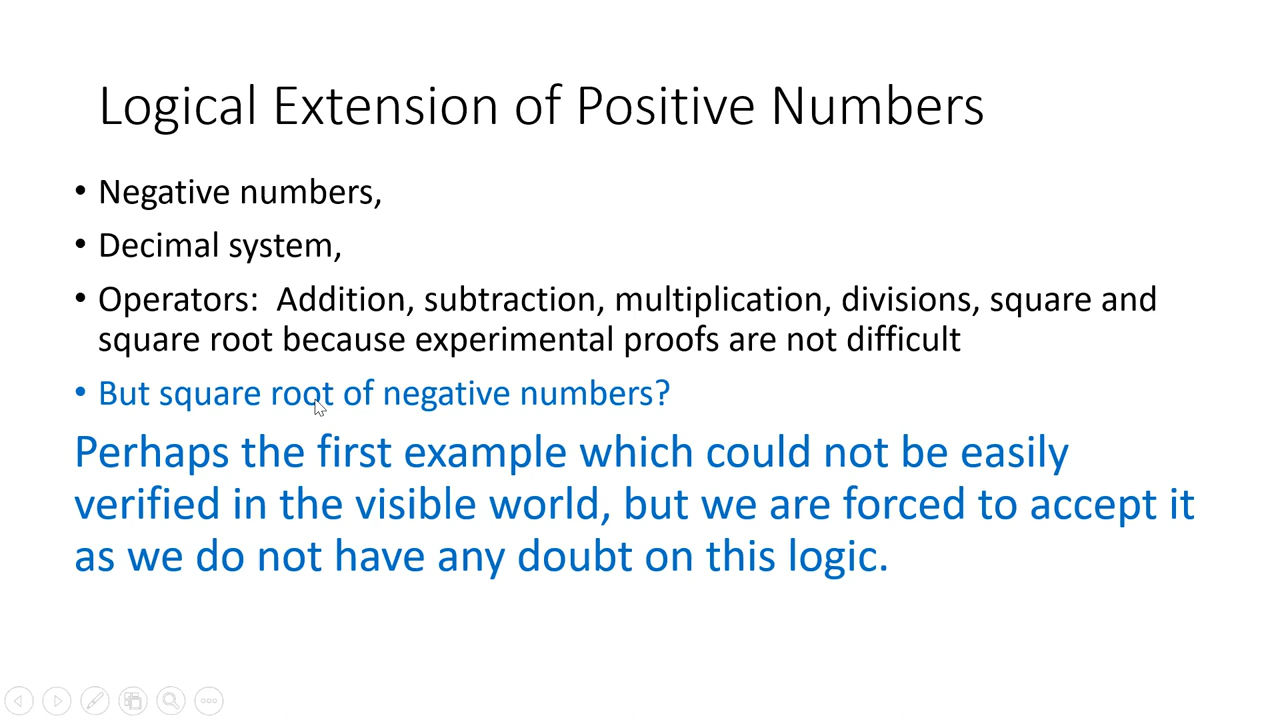 Logical Extension of Positive Numbers
• Negative numbers,
• Decimal system,
• Operators:  Addition, subtraction, multiplication, divisions, square and
square root because experimental proofs are not difficult
• But square root of negative numbers?
Perhaps the first example which could not be easily
verified in the visible world, but we are forced to accept it
as we do not have any doubt on this logic.